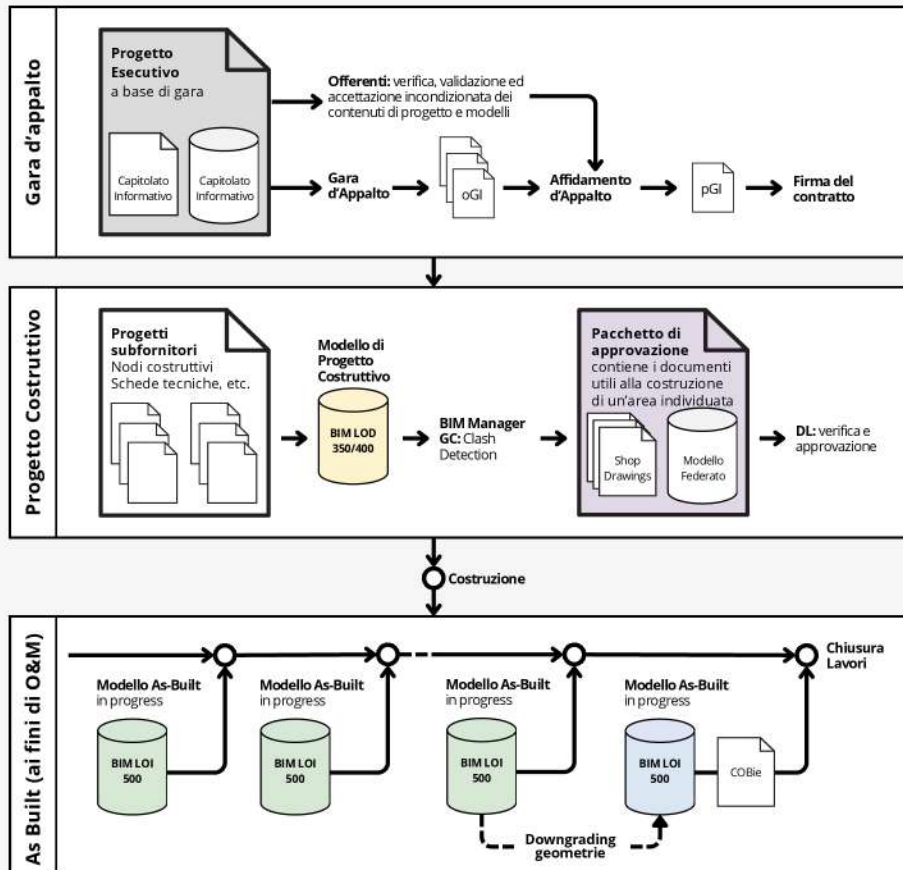 Gara d'appalto
Progetto
Esecutivo
a base di gara
Capitolato
Informativo
Capitolato
Informativo
Offerenti: verifica, validazione ed
accettazione incondizionata dei
contenuti di progetto e modelli
Gara
d'Appalto
oGI
Affidamento
d'Appalto
pGI
Firma del
contratto
Progetto Costruttivo
Progetti
subfornitori
Nodi costruttivi
Schede tecniche, etc.
Modello di
Progetto
Costruttivo
BIM LOD
350/400
BIM Manager
GC: Clash
Detection
Pacchetto di
approvazione
contiene i documenti
utili alla costruzione
di un'area individuata
Shop
Drawings
Modello
Federato
DL: verifica e
approvazione
Costruzione
As Built (ai fini di O&M)
Modello As-Built
in progress
BIM LOI
500
Modello As-Built
in progress
BIM LOI
500
Modello As-Built
in progress
BIM LOI
500
Modello As-Built
in progress
BIM LOI
500
COBie
Chiusura
Lavori
Downgrading
geometrie